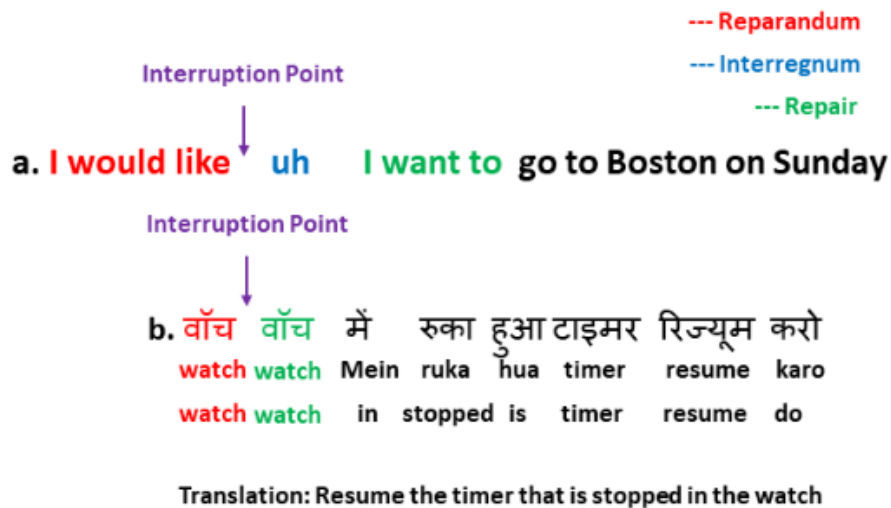 --- Reparandum
Interruption Point
--- Interregnum
--- Repair
a. I would like uh I want to go to Boston on Sunday
Interruption Point
b. वॉच वॉच में रुका हुआ टाइमर रिज्यूम करो
watch watch Mein ruka hua timer resume karo
watch watch in stopped is timer resume do
Translation: Resume the timer that is stopped in the watch